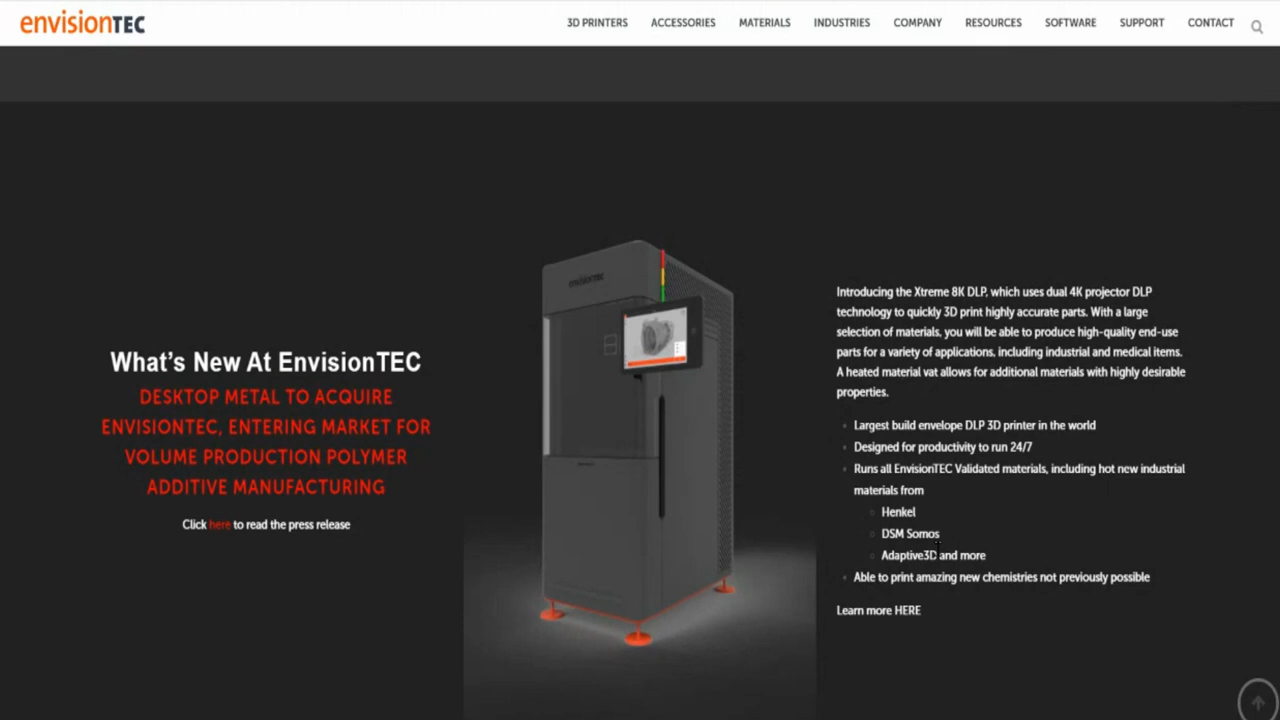 envisionTEC
3D PRINTERS ACCESSORIES MATERIALS INDUSTRIES COMPANY RESOURCES SOFTWARE SUPPORT CONTACT
envisionTEC
What's New At EnvisionTEC
DESKTOP METAL TO ACQUIRE
ENVISIONTEC, ENTERING MARKET FOR
VOLUME PRODUCTION POLYMER
ADDITIVE MANUFACTURING
Click here to read the press release
Introducing the Xtreme 8K DLP, which uses dual 4K projector DLP
technology to quickly 3D print highly accurate parts. With a large
selection of materials, you will be able to produce high-quality end-use
parts for a variety of applications, including industrial and medical items.
A heated material vat allows for additional materials with highly desirable
properties.
Largest build envelope DLP 3D printer in the world
Designed for productivity to run 24/7
Runs all EnvisionTEC Validated materials, including hot new industrial
materials from
Henkel
DSM Somos
Adaptive3D and more
Able to print amazing new chemistries not previously possible
Learn more HERE